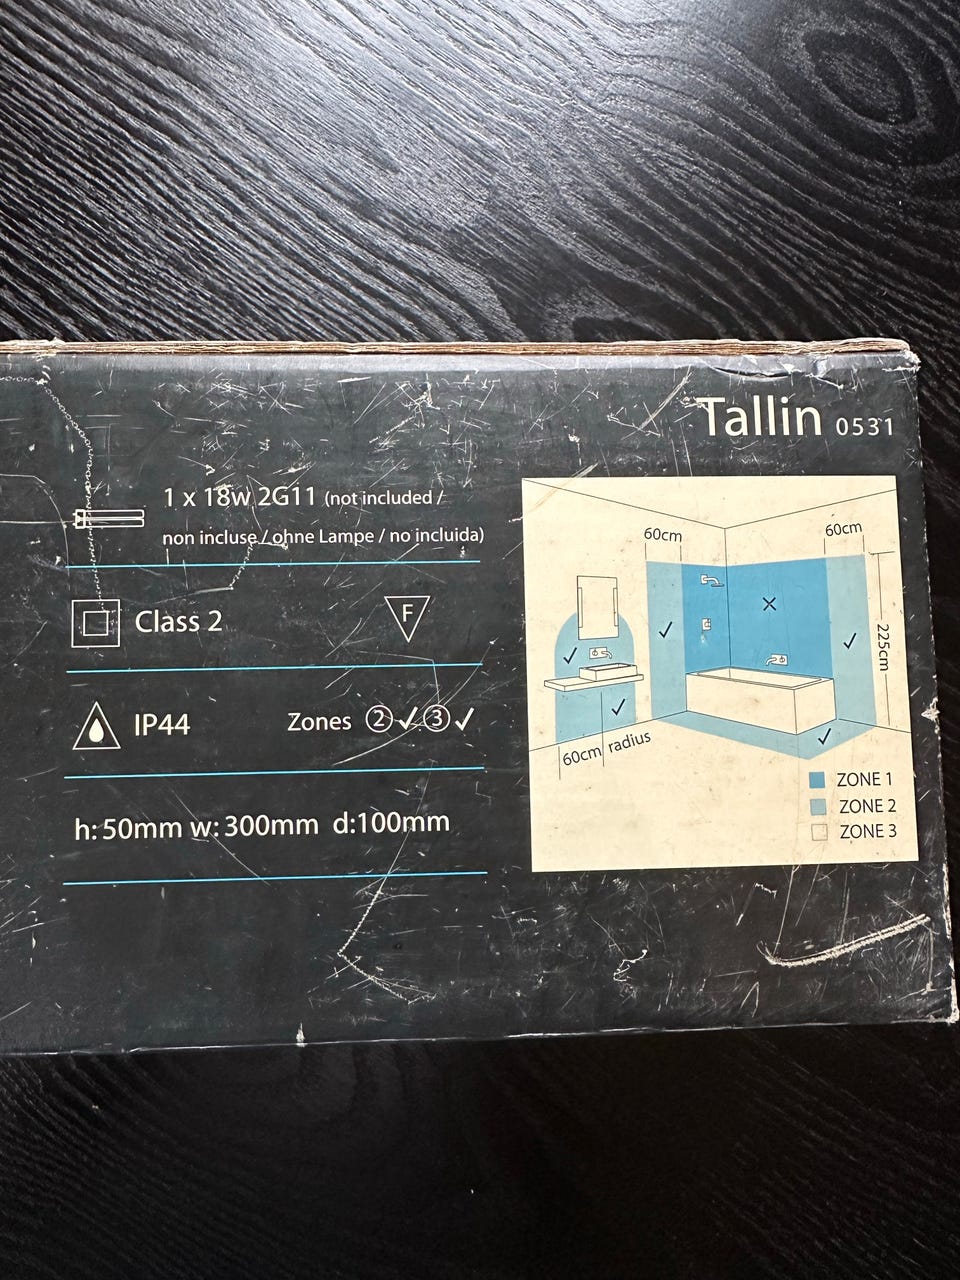 Tallin 0531
1 x 18w 2G11 (not included /
non incluse / ohne Lampe / no incluida)
Class 2
F
IP44
Zones 2 ✓ 3 ✓
h: 50mm w: 300mm d:100mm
60cm
60cm
225cm
60cm radius
ZONE 1
ZONE 2
ZONE 3